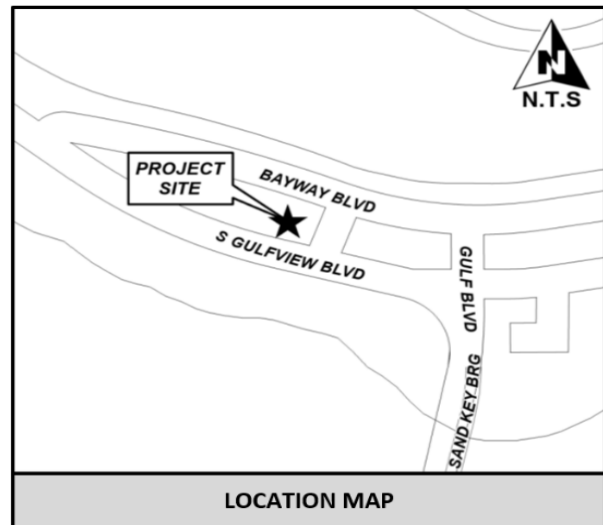 N
N.T.S
PROJECT
SITE
BAYWAY BLVD
S GULFVIEW BLVD
GULF BLVD
SAND KEY BRG
LOCATION MAP